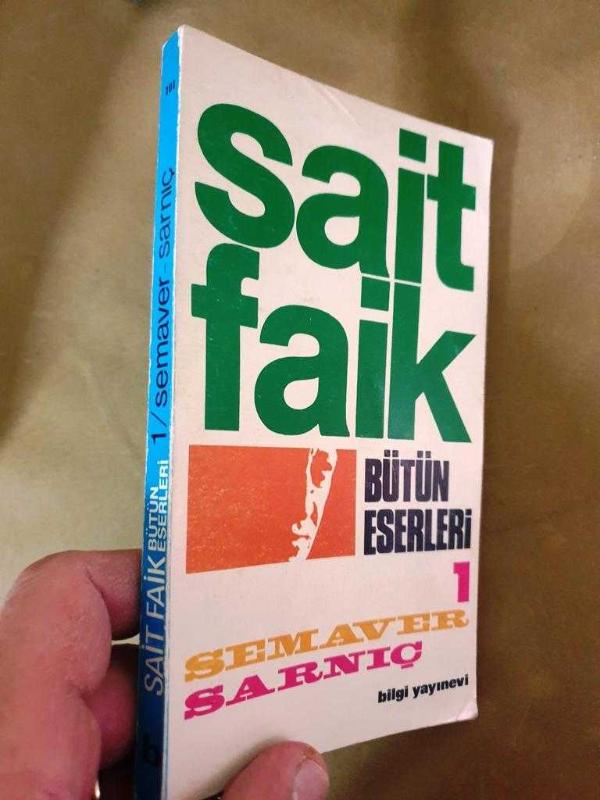 sait
faik
BÜTÜN
ESERLERİ
1
SEMAVER
SARNIÇ
bilgi yayınevi
SAİT FAİK BÜTÜN ESERLERİ 1/semaver-sarnıç
b